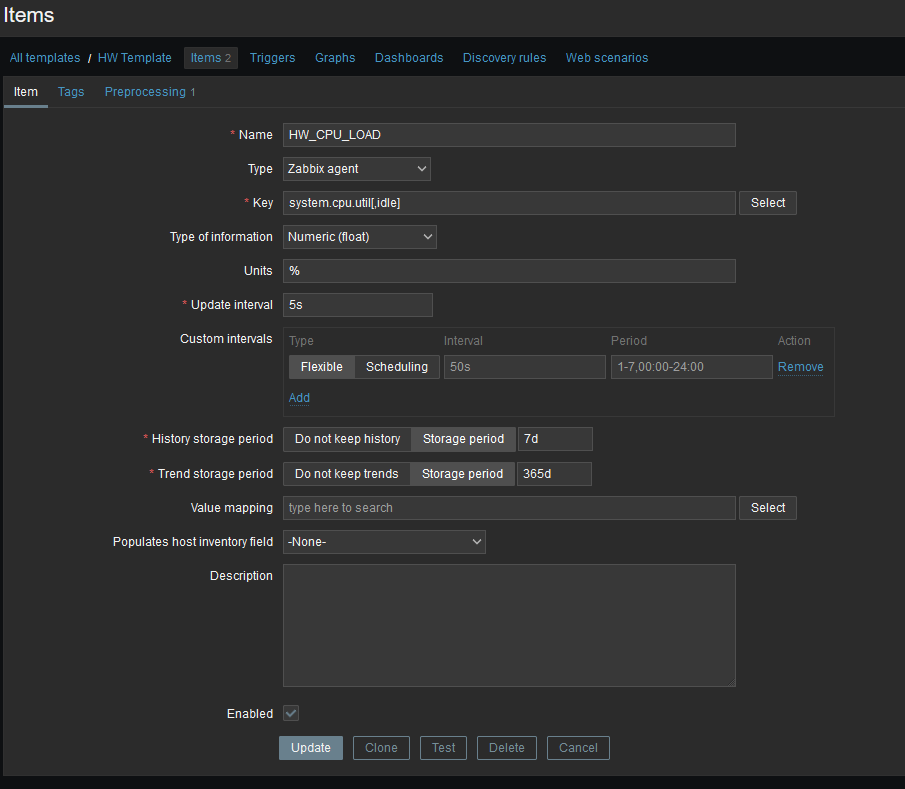 Items
All templates / HW Template Items 2 Triggers Graphs Dashboards Discovery rules Web scenarios
Item Tags Preprocessing 1
* Name HW_CPU_LOAD
Type Zabbix agent
* Key system.cpu.util[,idle] Select
Type of information Numeric (float)
Units %
* Update interval 5s
Custom intervals Type Interval Period Action
Flexible Scheduling 50s 1-7,00:00-24:00 Remove
Add
* History storage period Do not keep history Storage period 7d
* Trend storage period Do not keep trends Storage period 365d
Value mapping type here to search Select
Populates host inventory field -None-
Description
Enabled
Update Clone Test Delete Cancel